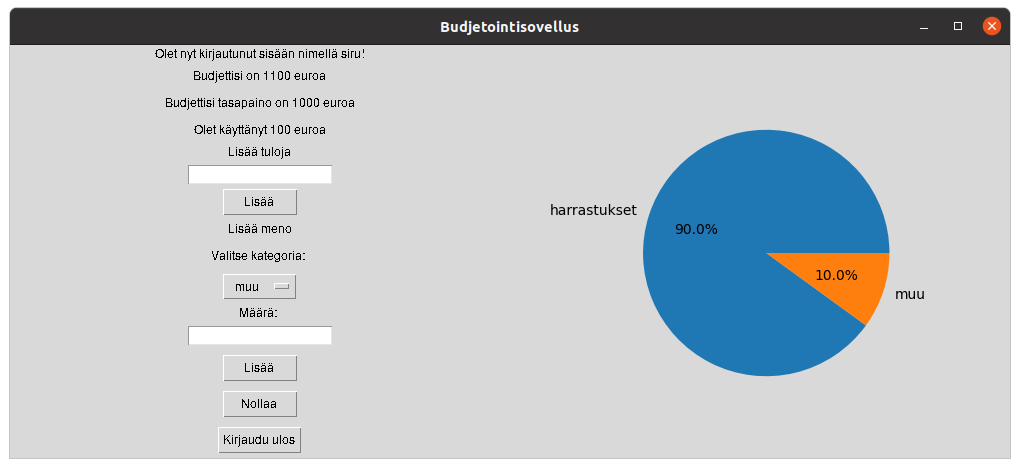 Budjetointisovellus
Olet nyt kirjautunut sisään nimellä siru!
Budjettisi on 1100 euroa
Budjettisi tasapaino on 1000 euroa
Olet käyttänyt 100 euroa
Lisää tuloja
Lisää
Lisää meno
Valitse kategoria:
muu
Määrä:
Lisää
Nollaa
Kirjaudu ulos
harrastukset
90.0%
10.0%
muu